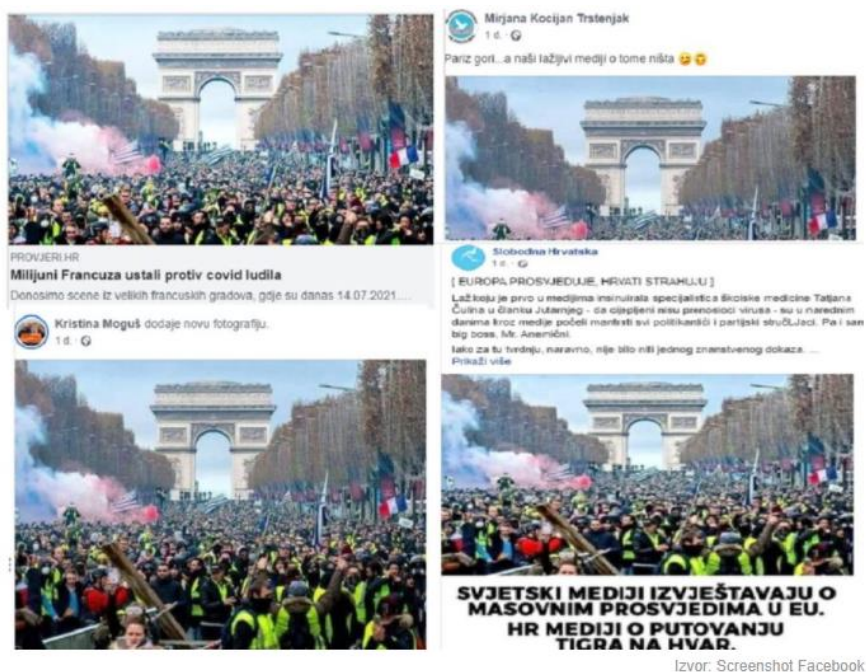 PROVJERI.HR
Milijuni Francuza ustali protiv covid ludila
Donosimo scene iz velikih francuskih gradova, gdje su danas 14.07.2021....
Mirjana Kocijan Trstenjak
1 d.
Pariz gori...a naši lažljivi mediji o tome ništa
Kristina Moguš dodaje novu fotografiju.
1 d.
Slobodna Hrvatska
1 d.
[ EUROPA PROSVJEDUJE, HRVATI STRAHUJU ]
Laž koju je prvo u medijima insinuirala specijalistica školske medicine Tatjana
Čulina u članku Jutarnjeg - da cijepljeni nisu prenosioci virusa - su u narednim
danima kroz medije počeli mantrati svi politikantići i partijski stručLjaci. Pa i sam
big boss, Mr. Anemični.
Iako za tu tvrdnju, naravno, nije bilo niti jednog znanstvenog dokaza. ...
Prikaži više
SVJETSKI MEDIJI IZVJEŠTAVAJU O
MASOVNIM PROSVJEDIMA U EU.
HR MEDIJI O PUTOVANJU
TIGRA NA HVAR.
Izvor: Screenshot Facebook